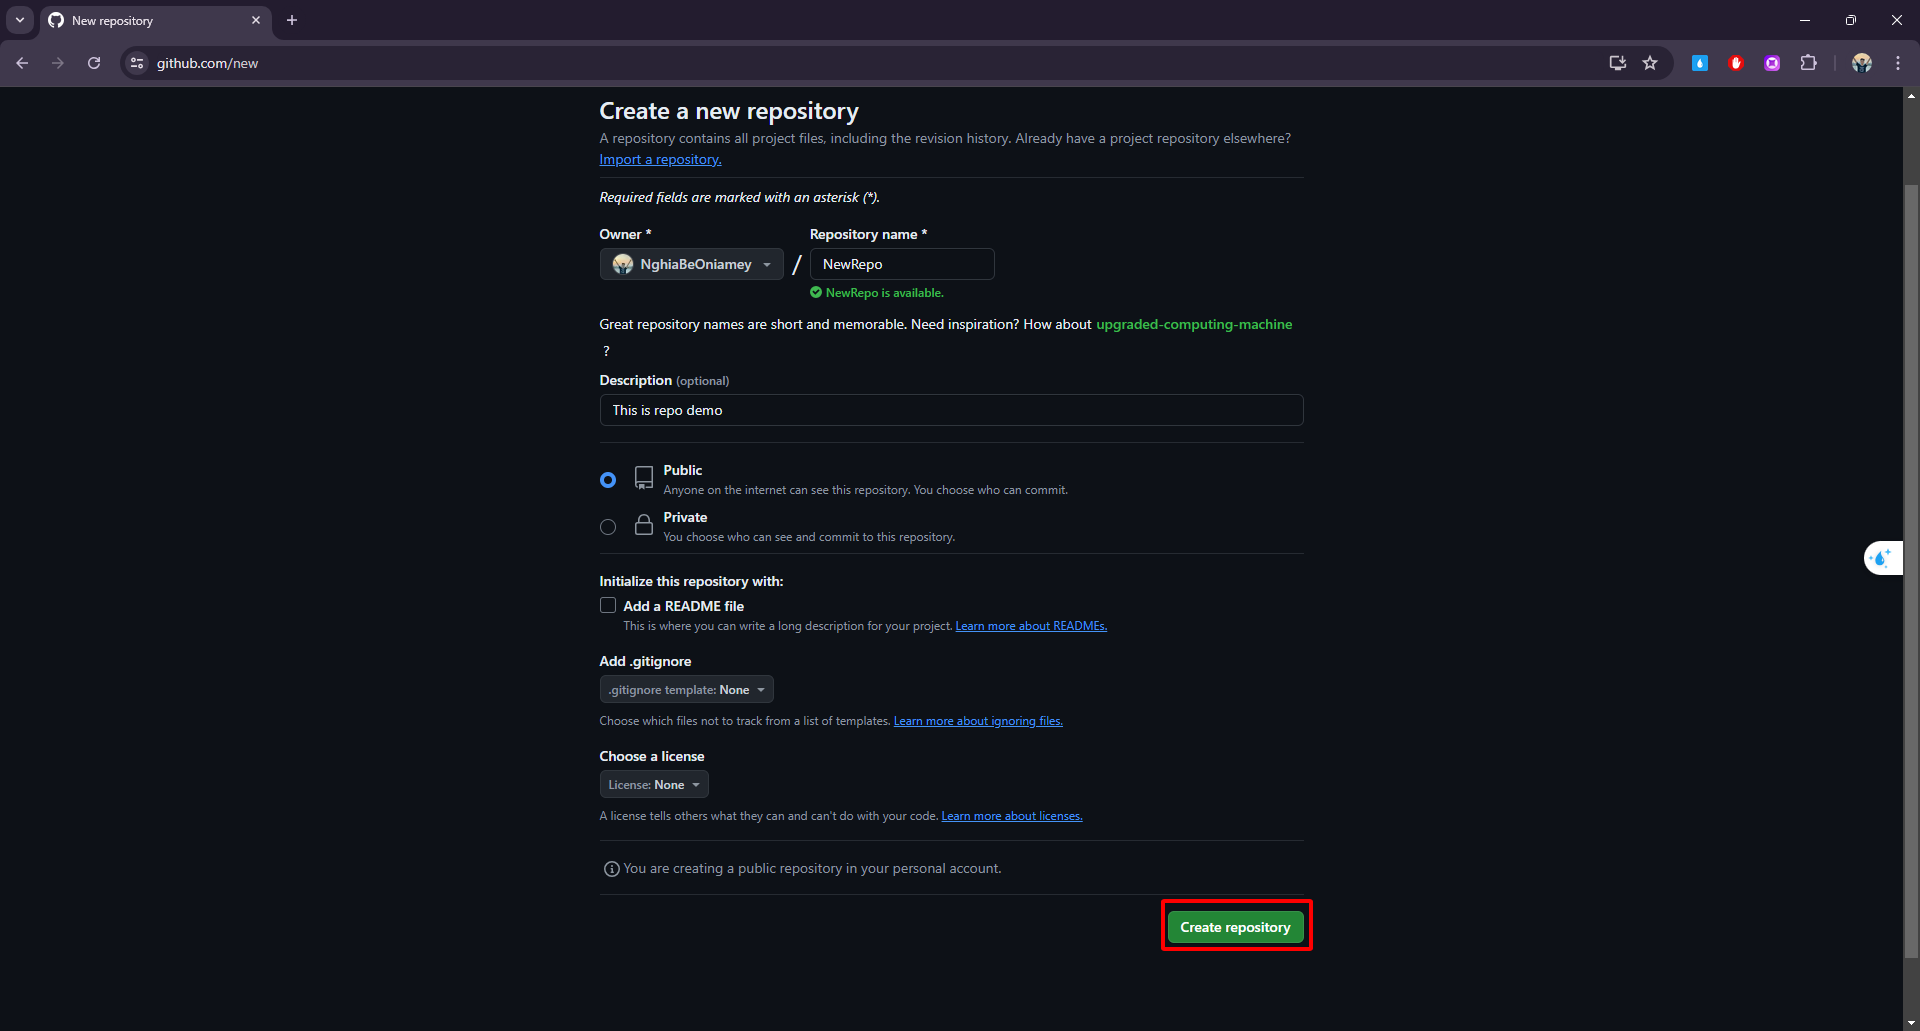 New repository
github.com/new
Create a new repository
A repository contains all project files, including the revision history. Already have a project repository elsewhere?
Import a repository.
Required fields are marked with an asterisk (*).
Owner *
Repository name *
NghiaBeOniamey
/
NewRepo
NewRepo is available.
Great repository names are short and memorable. Need inspiration? How about upgraded-computing-machine
?
Description (optional)
This is repo demo
Public
Anyone on the internet can see this repository. You choose who can commit.
Private
You choose who can see and commit to this repository.
Initialize this repository with:
Add a README file
This is where you can write a long description for your project. Learn more about READMEs.
Add .gitignore
.gitignore template: None
Choose which files not to track from a list of templates. Learn more about ignoring files.
Choose a license
License: None
A license tells others what they can and can't do with your code. Learn more about licenses.
You are creating a public repository in your personal account.
Create repository